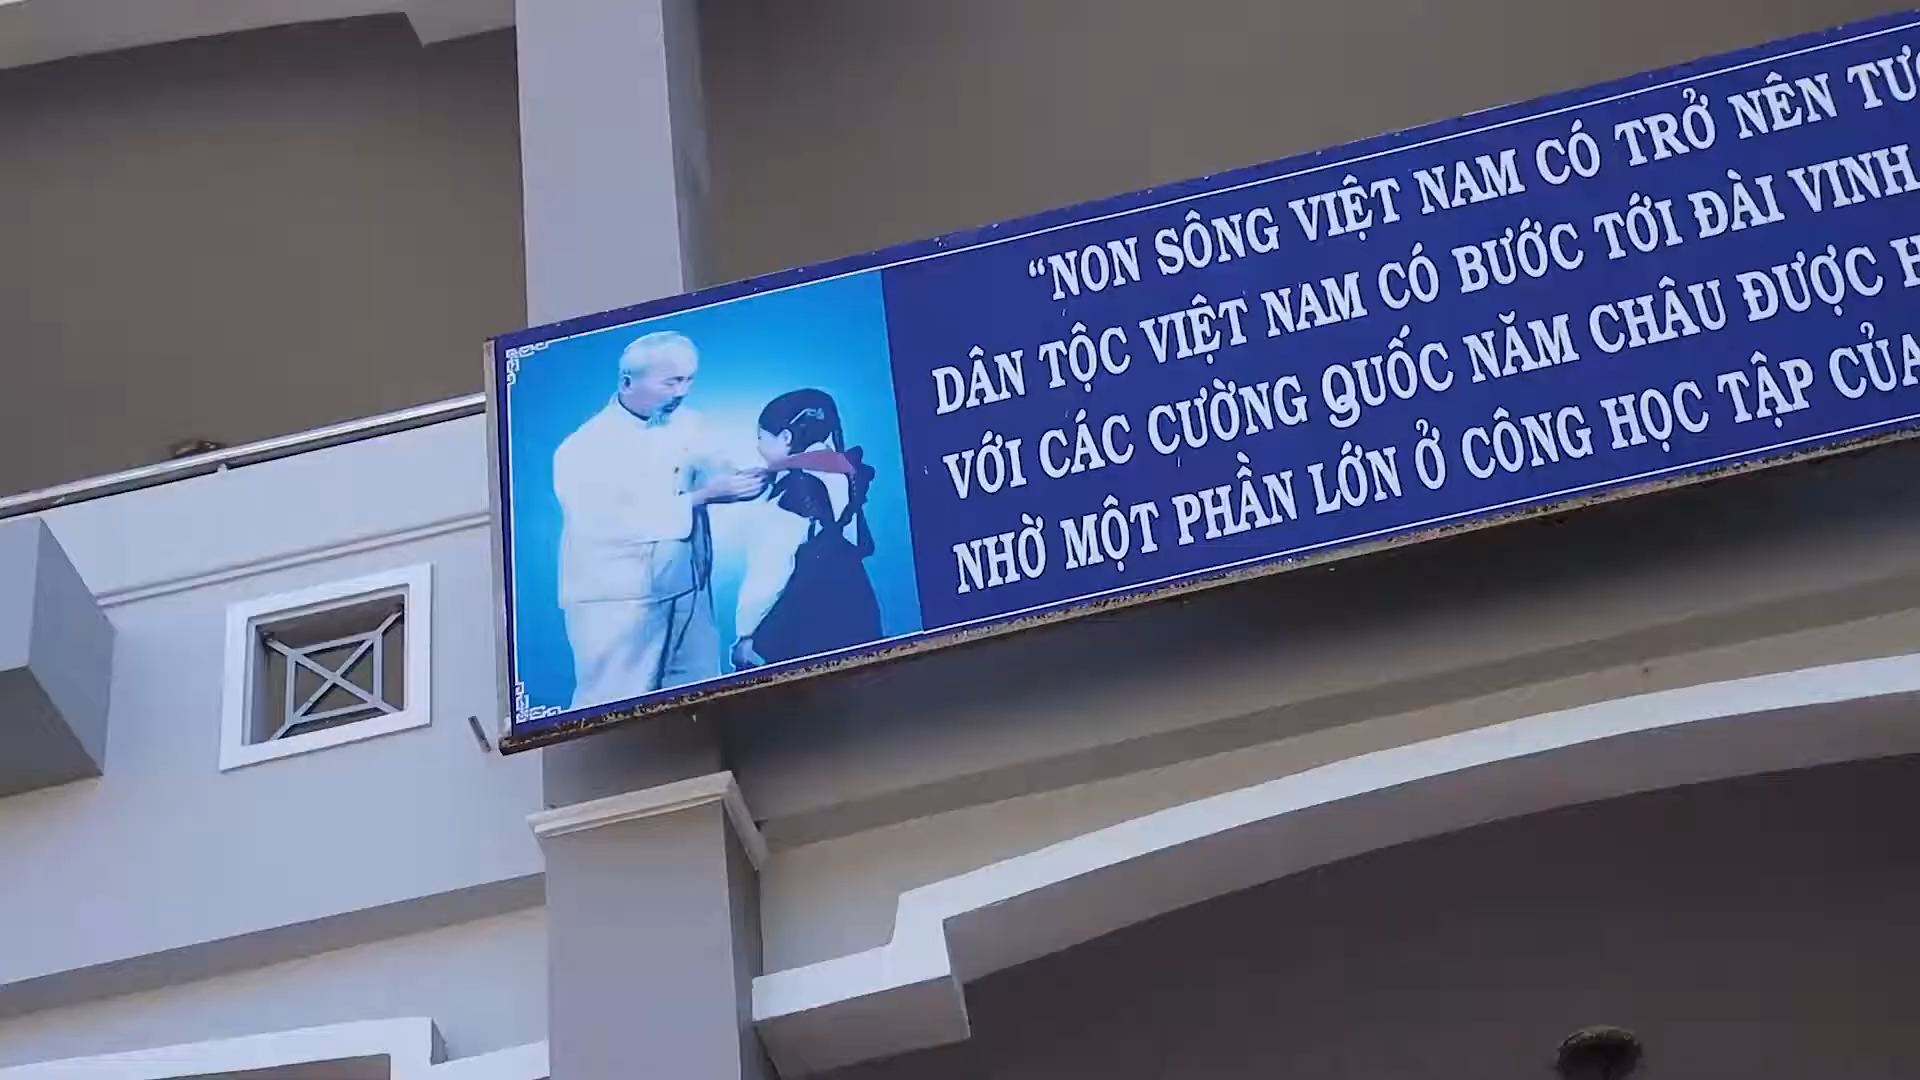 “NON SÔNG VIỆT NAM CÓ TRỞ NÊN
DÂN TỘC VIỆT NAM CÓ BƯỚC TỚI ĐÀI VINH
VỚI CÁC CƯỜNG QUỐC NĂM CHÂU ĐƯỢC
NHỜ MỘT PHẦN LỚN Ở CÔNG HỌC TẬP CỦA